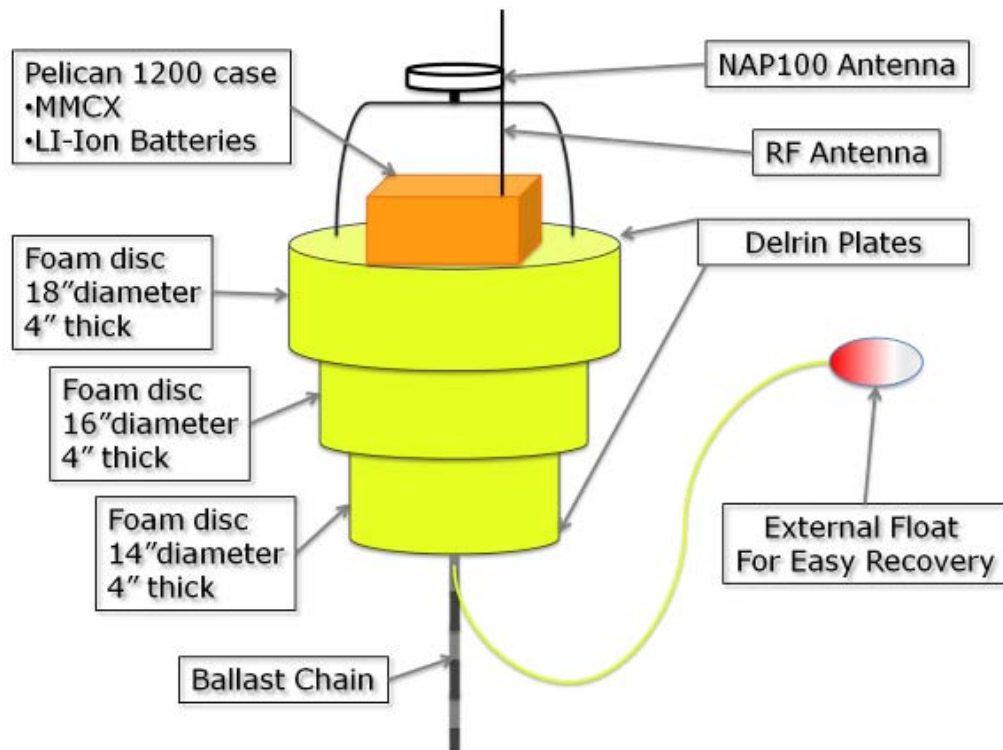 Pelican 1200 case
•MMCX
•LI-Ion Batteries
NAP100 Antenna
RF Antenna
Delrin Plates
Foam disc
18”diameter
4” thick
Foam disc
16”diameter
4” thick
Foam disc
14”diameter
4” thick
External Float
For Easy Recovery
Ballast Chain